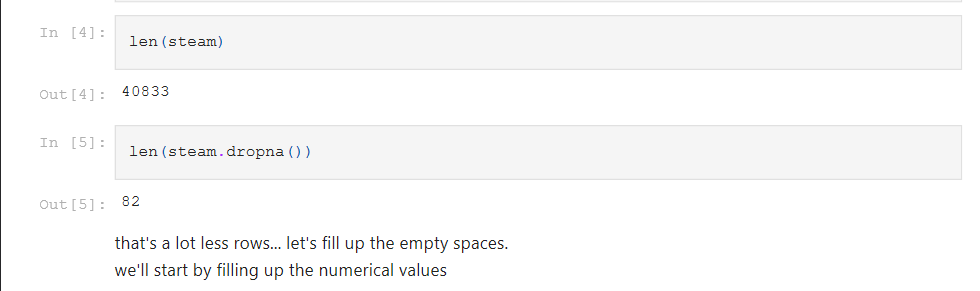 In [4]:
len(steam)
Out[4]: 40833
In [5]:
len(steam.dropna())
Out[5]: 82
that's a lot less rows... let's fill up the empty spaces.
we'll start by filling up the numerical values